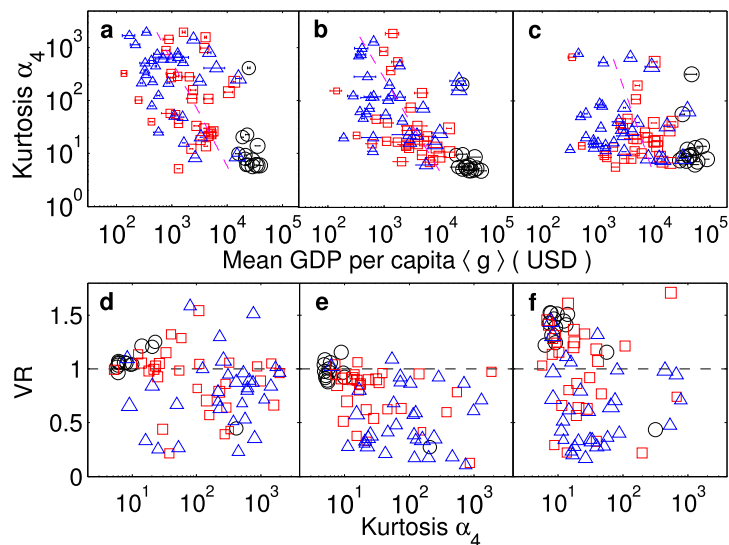 a b c
Kurtosis α₄
10³
10²
10¹
10⁰
10² 10³ 10⁴ 10² 10³ 10⁴ 10⁵ 10² 10³ 10⁴ 10⁵
Mean GDP per capita ⟨ g ⟩ ( USD )
d e f
VR
1.5
1
0.5
0
10¹ 10² 10³ 10¹ 10² 10³ 10¹ 10² 10³
Kurtosis α₄